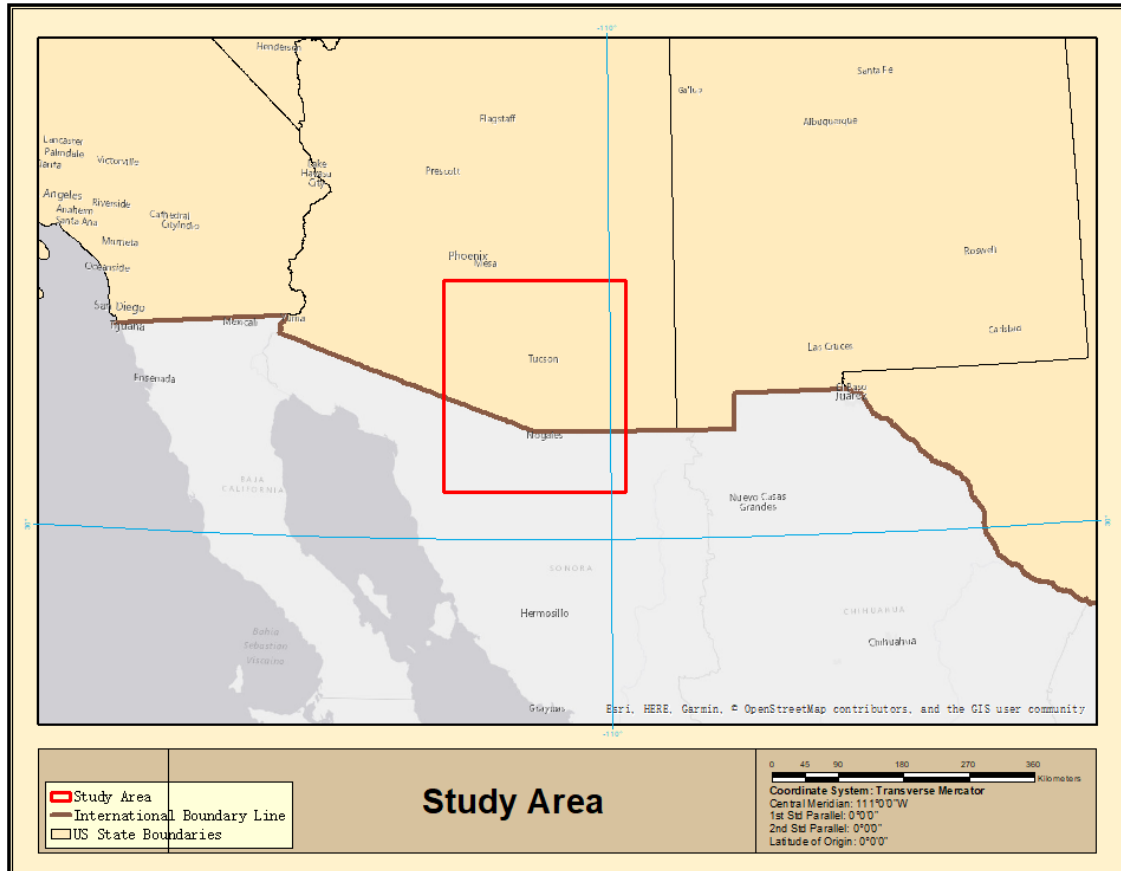 -110°
Henderson
Santa Fe
Gallup
Flagstaff
Albuquerque
Lancaster
Palmdale
Victorville
Lake
Havasu
City
Prescott
Angeles
Riverside
Anaheim
Santa Ana
Cathedral
City
Indio
Murrieta
Phoenix
Mesa
Roswell
Oceanside
San Diego
Tijuana
Mexicali
Yuma
Carlsbad
Las Cruces
Tucson
Ensenada
El Paso
Juarez
Nogales
BAJA
CALIFORNIA
Nuevo Casas
Grandes
30°
30°
SONORA
Hermosillo
CHIHUAHUA
Chihuahua
Bahia
Sebastian
Vizcaino
Guaymas
Esri, HERE, Garmin, © OpenStreetMap contributors, and the GIS user community
-110°
Study Area
International Boundary Line
US State Boundaries
Study Area
0 45 90 180 270 360
Kilometers
Coordinate System: Transverse Mercator
Central Meridian: 111°0'0"W
1st Std Parallel: 0°0'0"
2nd Std Parallel: 0°0'0"
Latitude of Origin: 0°0'0"